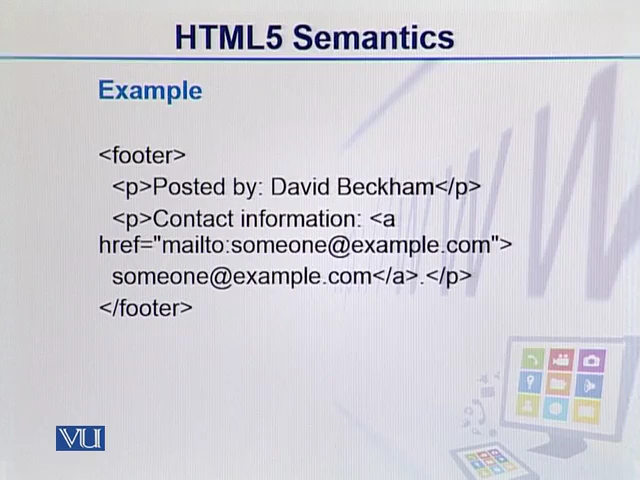 HTML5 Semantics
Example
<footer>
<p>Posted by: David Beckham</p>
<p>Contact information: <a
href="mailto:someone@example.com">
someone@example.com</a>.</p>
</footer>
VU